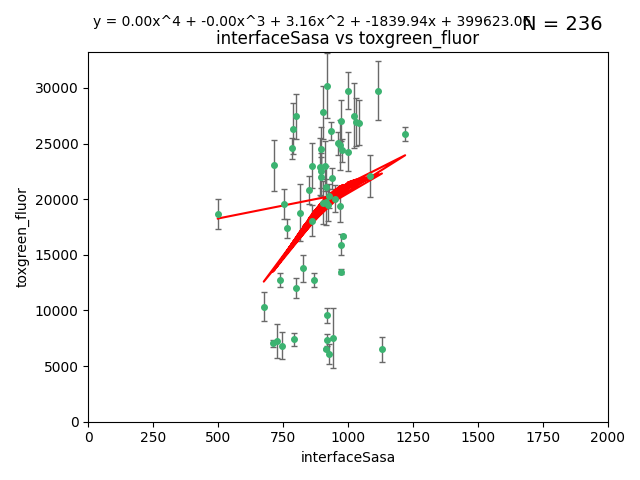 y = 0.00x^4 + -0.00x^3 + 3.16x^2 + -1839.94x + 399623.06
N = 236
interfaceSasa vs toxgreen_fluor
30000
25000
20000
15000
10000
5000
0
toxgreen_fluor
0 250 500 750 1000 1250 1500 1750 2000
interfaceSasa